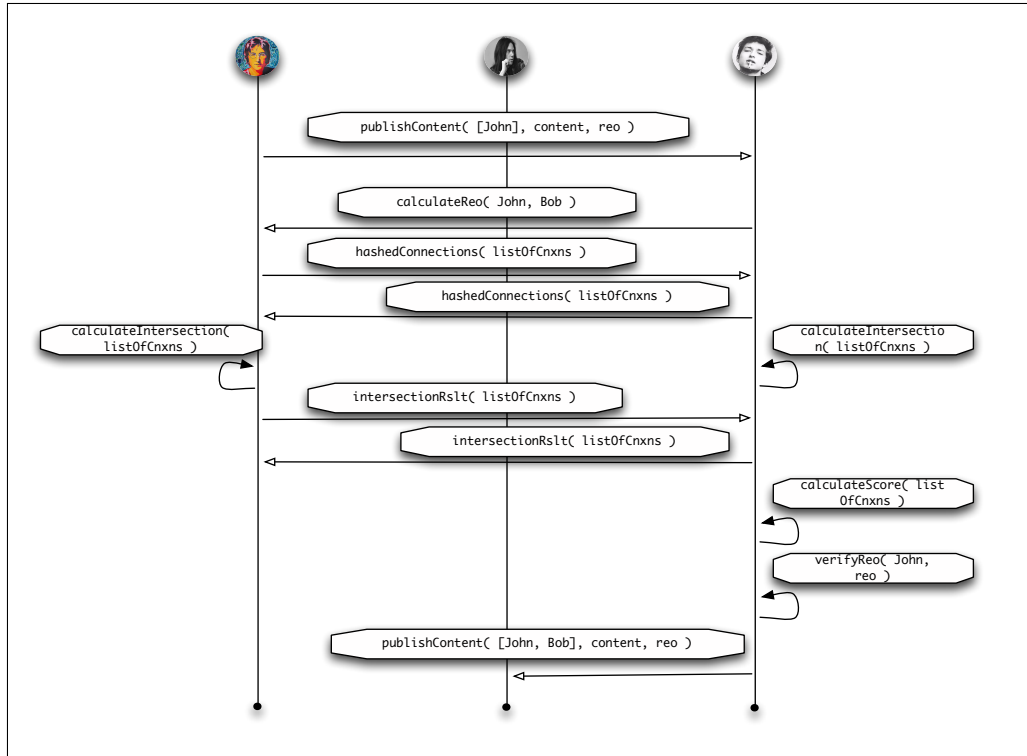 publishContent( [John], content, reo )
calculateReo( John, Bob )
hashedConnections( listOfCnxns )
hashedConnections( listOfCnxns )
calculateIntersection(
listOfCnxns )
calculateIntersectio
n( listOfCnxns )
intersectionRslt( listOfCnxns )
intersectionRslt( listOfCnxns )
calculateScore( list
OfCnxns )
verifyReo( John,
reo )
publishContent( [John, Bob], content, reo )